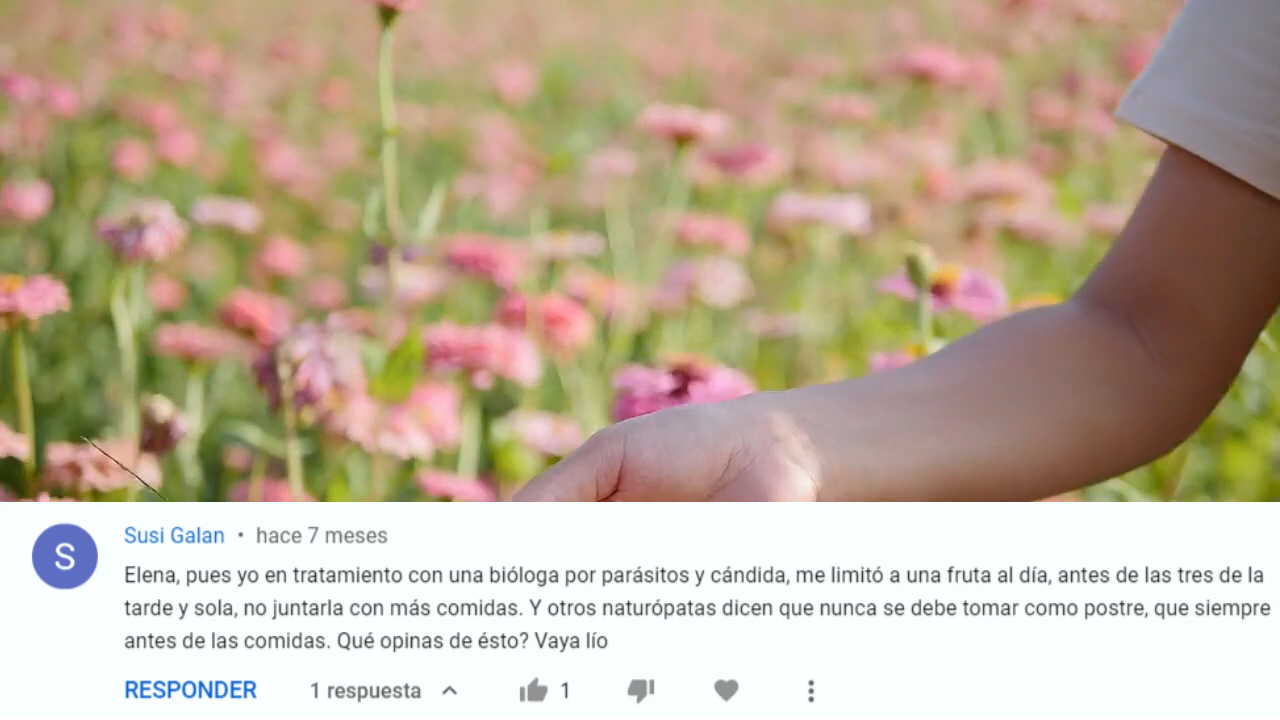 S
Susi Galan • hace 7 meses
Elena, pues yo en tratamiento con una bióloga por parásitos y cándida, me limitó a una fruta al día, antes de las tres de la
tarde y sola, no juntarla con más comidas. Y otros naturópatas dicen que nunca se debe tomar como postre, que siempre
antes de las comidas. Qué opinas de ésto? Vaya lío
RESPONDER 1 respuesta 1